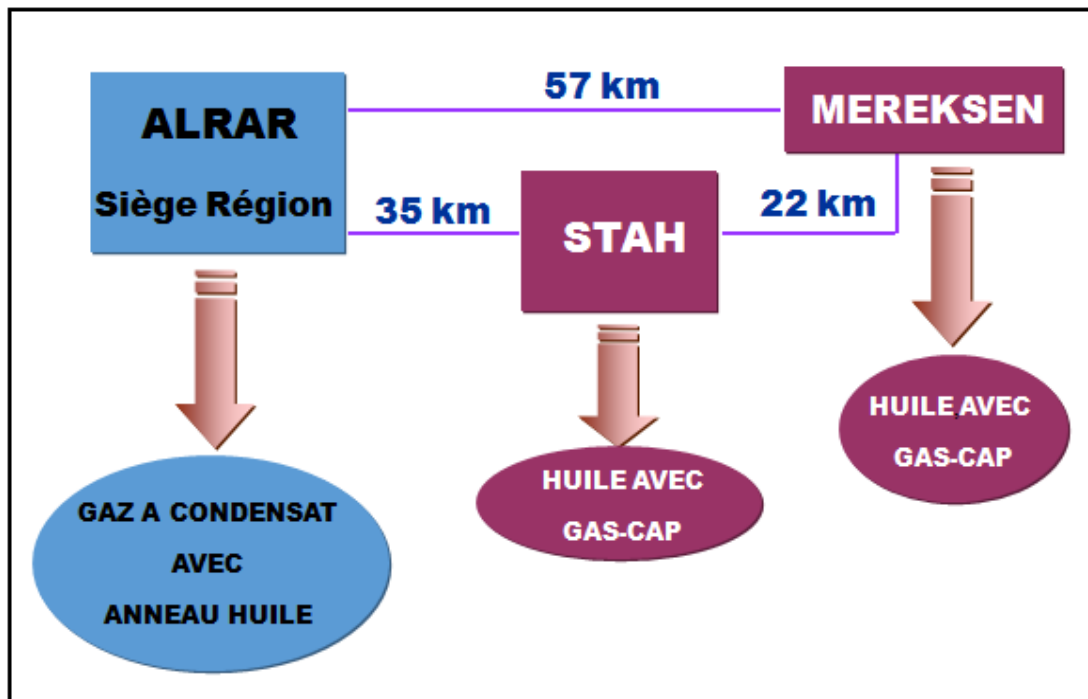 57 km
ALRAR
Siège Région
MEREKSEN
35 km
STAH
22 km
GAZ A CONDENSAT
AVEC
ANNEAU HUILE
HUILE AVEC
GAS-CAP
HUILE AVEC
GAS-CAP